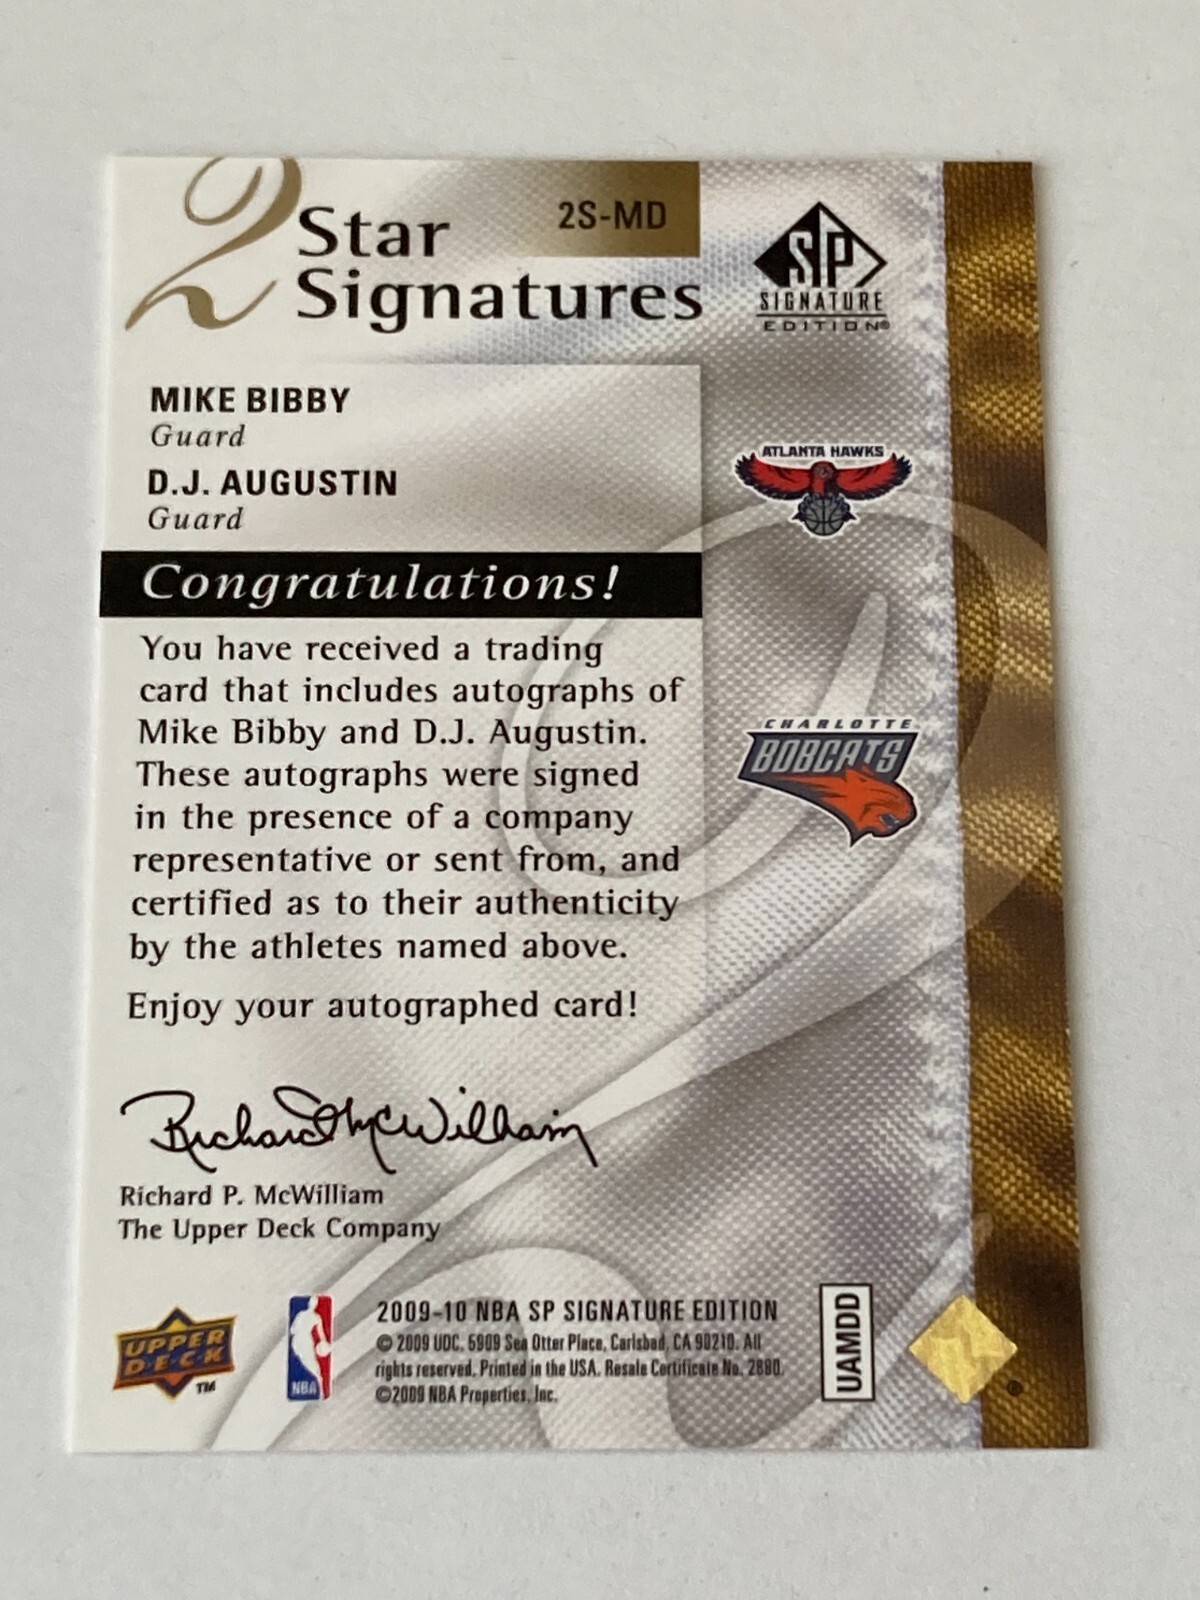 2 Star
Signatures
2S-MD
SP
SIGNATURE
EDITION®
MIKE BIBBY
Guard
D.J. AUGUSTIN
Guard
ATLANTA HAWKS
Congratulations!
You have received a trading
card that includes autographs of
Mike Bibby and D.J. Augustin.
These autographs were signed
in the presence of a company
representative or sent from, and
certified as to their authenticity
by the athletes named above.
CHARLOTTE
BOBCATS
Enjoy your autographed card!
Richard McWilliam
Richard P. McWilliam
The Upper Deck Company
UPPER
DECK
TM
NBA
2009-10 NBA SP SIGNATURE EDITION
© 2009 UDC. 5909 Sea Otter Place, Carlsbad, CA 90210. All
rights reserved. Printed in the USA. Resale Certificate No. 2880.
©2009 NBA Properties, Inc.
UAMDD
®